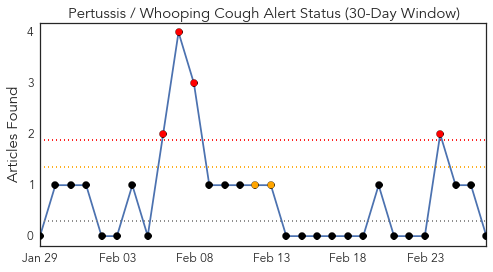 Pertussis / Whooping Cough Alert Status (30-Day Window)
Articles Found
4
3
2
1
0
Jan 29 Feb 03 Feb 08 Feb 13 Feb 18 Feb 23